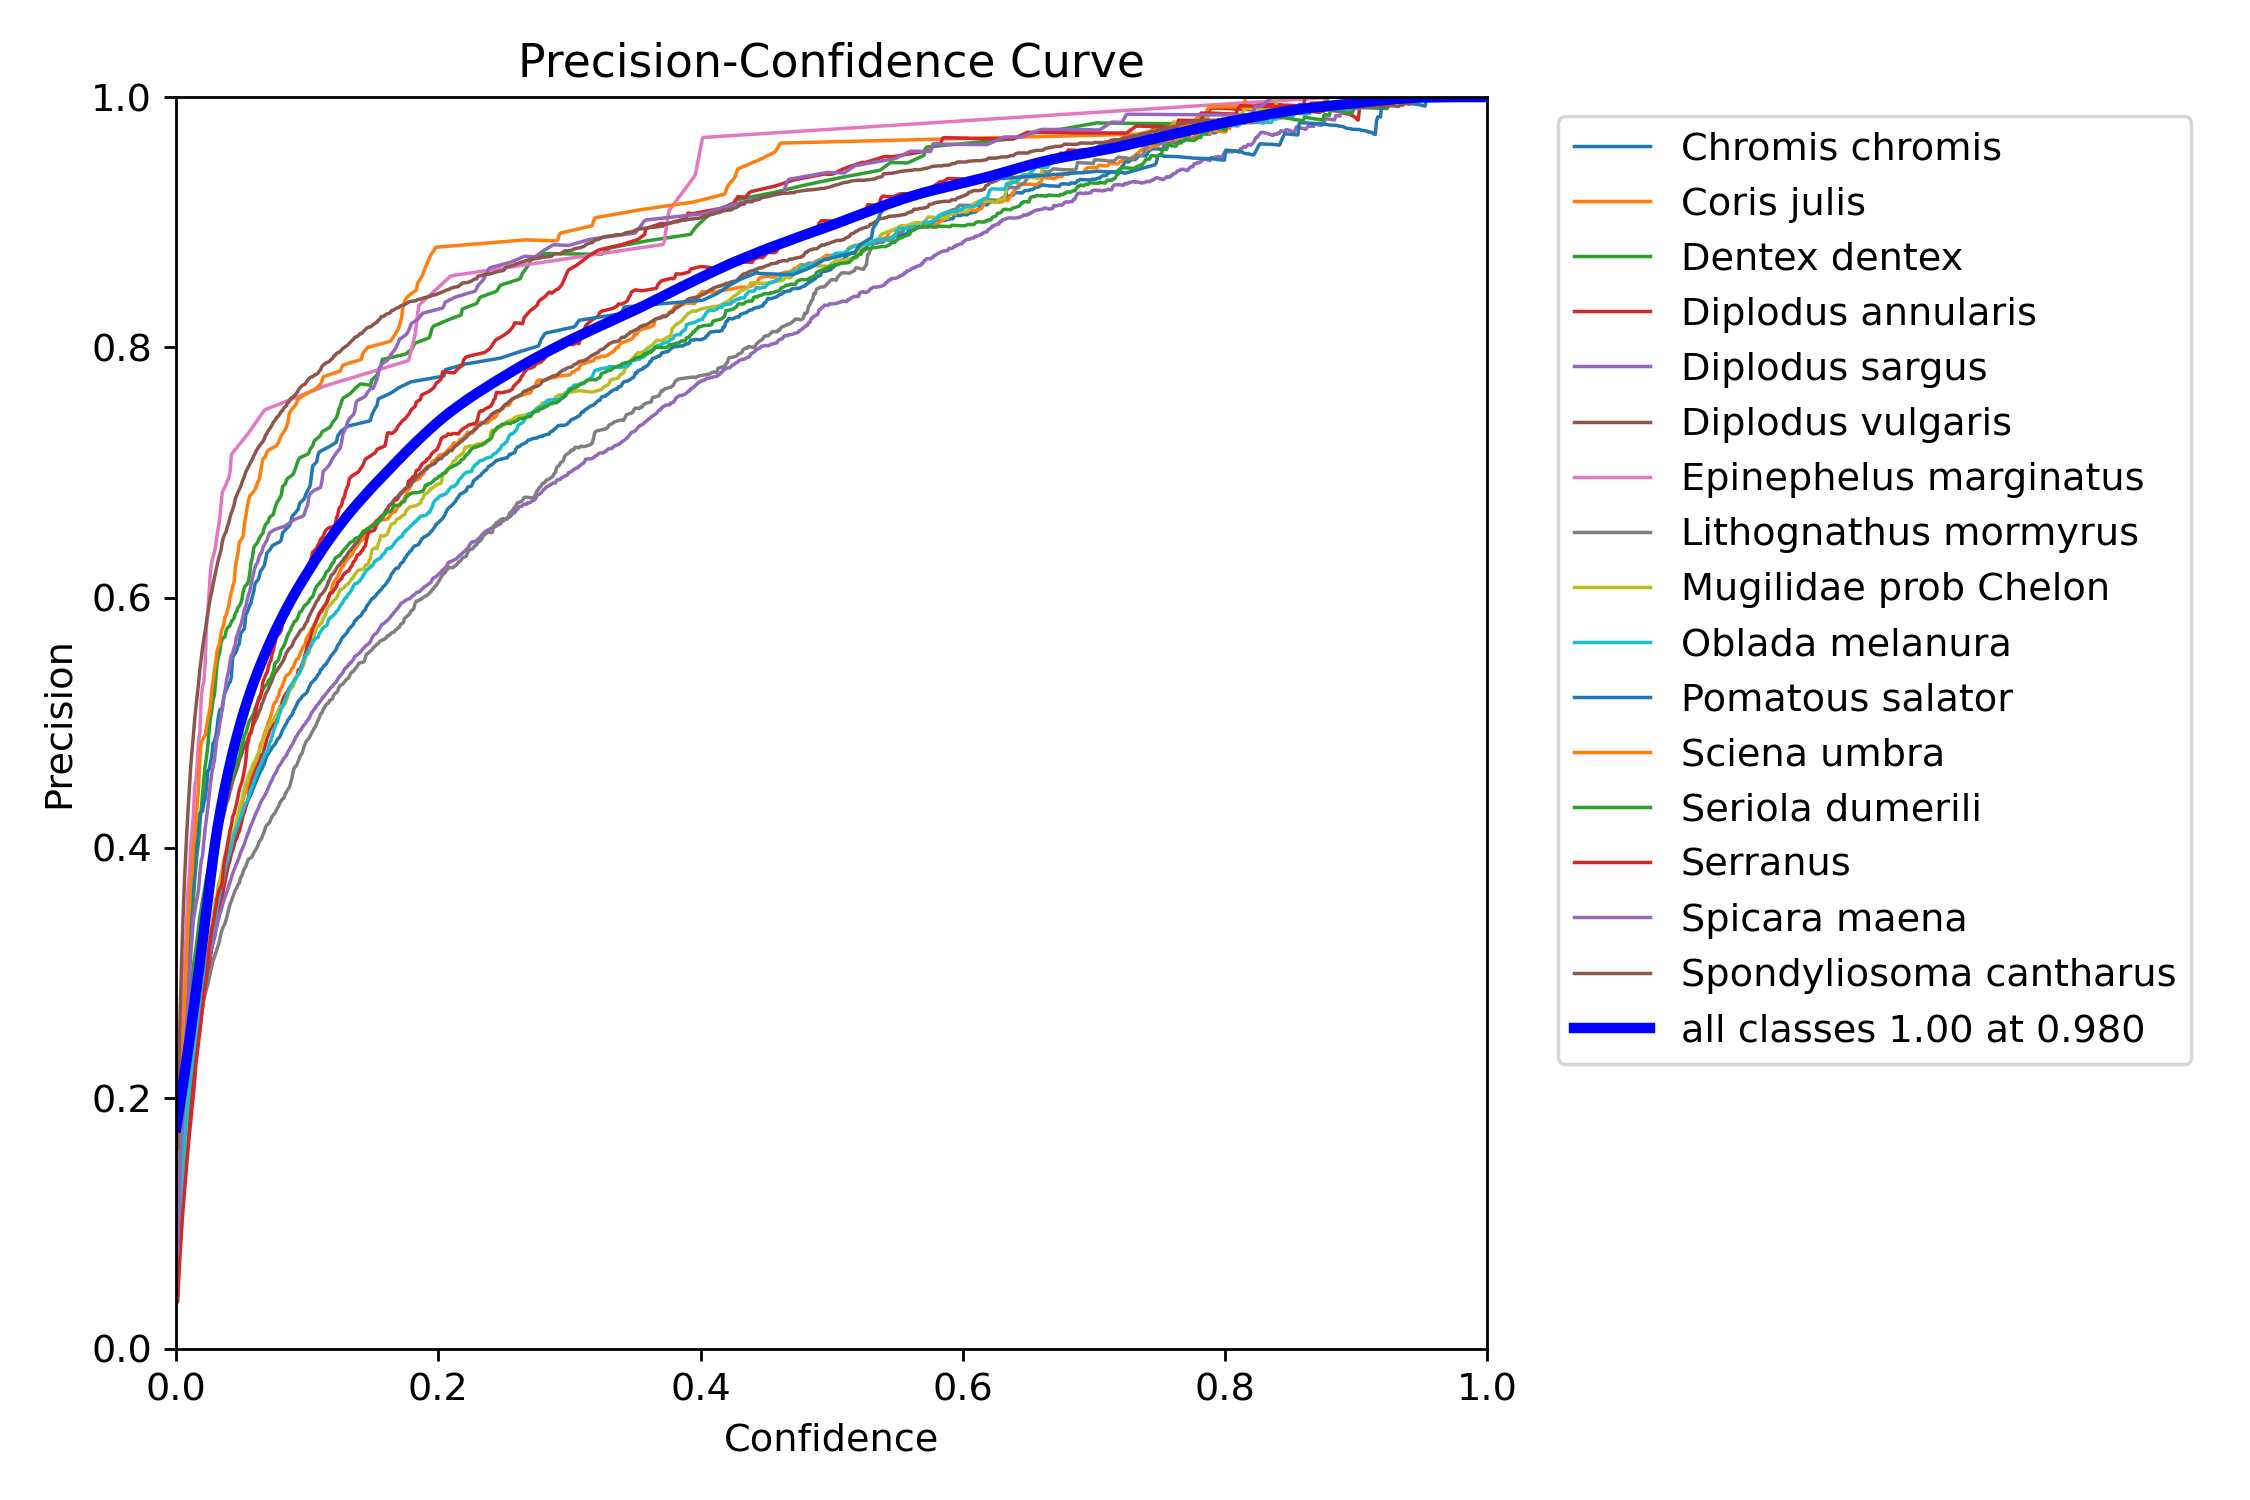 Precision-Confidence Curve
1.0
0.8
0.6
0.4
0.2
0.0
Precision
0.0 0.2 0.4 0.6 0.8 1.0
Confidence
Chromis chromis
Coris julis
Dentex dentex
Diplodus annularis
Diplodus sargus
Diplodus vulgaris
Epinephelus marginatus
Lithognathus mormyrus
Mugilidae prob Chelon
Oblada melanura
Pomatous salator
Sciena umbra
Seriola dumerili
Serranus
Spicara maena
Spondyliosoma cantharus
all classes 1.00 at 0.980